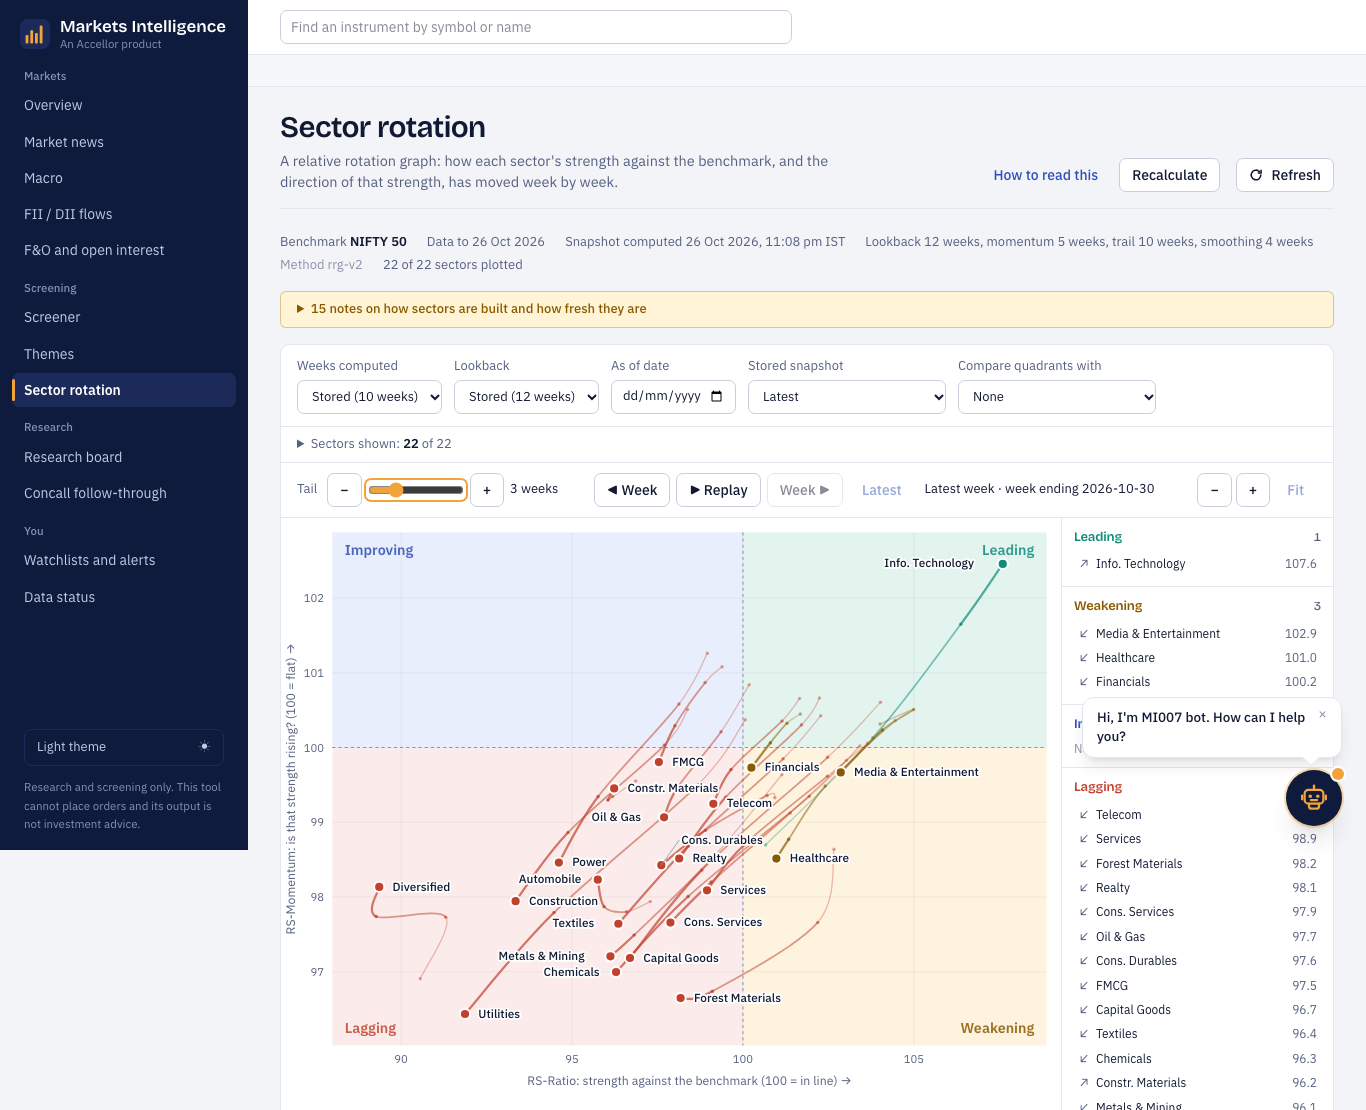 Markets Intelligence
An Accellor product
Markets
Overview
Market news
Macro
FII / DII flows
F&O and open interest
Screening
Screener
Themes
Sector rotation
Research
Research board
Concall follow-through
You
Watchlists and alerts
Data status
Light theme
Research and screening only. This tool
cannot place orders and its output is
not investment advice.
Find an instrument by symbol or name
Sector rotation
A relative rotation graph: how each sector's strength against the benchmark, and the
direction of that strength, has moved week by week.
How to read this
Recalculate
Refresh
Benchmark NIFTY 50 Data to 26 Oct 2026 Snapshot computed 26 Oct 2026, 11:08 pm IST Lookback 12 weeks, momentum 5 weeks, trail 10 weeks, smoothing 4 weeks
Method rrg-v2 22 of 22 sectors plotted
▶ 15 notes on how sectors are built and how fresh they are
Weeks computed
Stored (10 weeks)
Lookback
Stored (12 weeks)
As of date
dd/mm/yyyy
Stored snapshot
Latest
Compare quadrants with
None
▶ Sectors shown: 22 of 22
Tail − + 3 weeks ◀ Week ▶ Replay Week ▶ Latest Latest week · week ending 2026-10-30 − + Fit
Improving
Leading
Info. Technology
FMCG
Constr. Materials
Oil & Gas
Financials
Media & Entertainment
Telecom
Cons. Durables
Realty
Healthcare
Power
Automobile
Diversified
Construction
Services
Textiles
Cons. Services
Metals & Mining
Capital Goods
Chemicals
Forest Materials
Utilities
Lagging
Weakening
102
101
100
99
98
97
90
95
100
105
RS-Momentum: is that strength rising? (100 = flat) →
RS-Ratio: strength against the benchmark (100 = in line) →
Leading 1
↗ Info. Technology 107.6
Weakening 3
↙ Media & Entertainment 102.9
↙ Healthcare 101.0
↙ Financials 100.2
Hi, I'm MI007 bot. How can I help
you?
×
Lagging
↙ Telecom
↙ Services 98.9
↙ Forest Materials 98.2
↙ Realty 98.1
↙ Cons. Services 97.9
↙ Oil & Gas 97.7
↙ Cons. Durables 97.6
↙ FMCG 97.5
↙ Capital Goods 96.7
↙ Textiles 96.4
↙ Chemicals 96.3
↗ Constr. Materials 96.2
↙ Metals & Mining 96.1